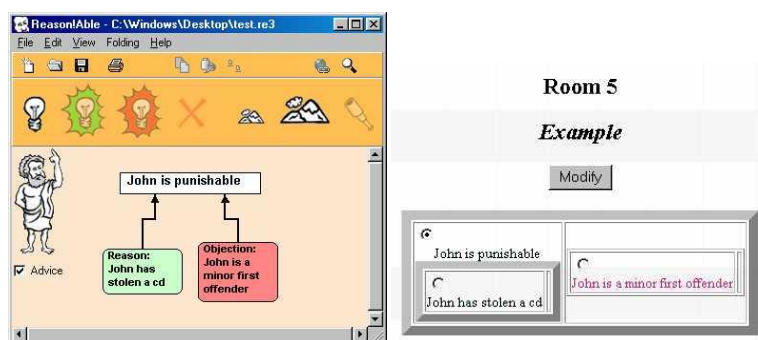 Reason!Able - C:\Windows\Desktop\test.re3
File Edit View Folding Help
John is punishable
Reason:
John has
stolen a cd
Objection:
John is a
minor first
offender
Advice
Room 5
Example
Modify
John is punishable
John has stolen a cd
John is a minor first offender